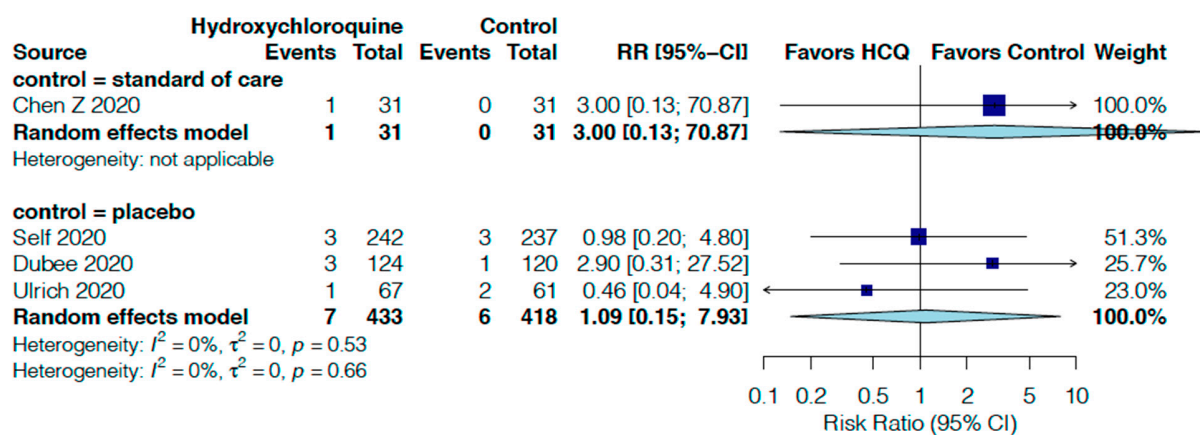 Hydroxychloroquine Control
Source Events Total Events Total RR [95%−CI] Favors HCQ Favors Control Weight
control = standard of care
Chen Z 2020 1 31 0 31 3.00 [0.13; 70.87] 100.0%
Random effects model 1 31 0 31 3.00 [0.13; 70.87] 100.0%
Heterogeneity: not applicable
control = placebo
Self 2020 3 242 3 237 0.98 [0.20; 4.80] 51.3%
Dubee 2020 3 124 1 120 2.90 [0.31; 27.52] 25.7%
Ulrich 2020 1 67 2 61 0.46 [0.04; 4.90] 23.0%
Random effects model 7 433 6 418 1.09 [0.15; 7.93] 100.0%
Heterogeneity: I² = 0%, τ² = 0, p = 0.53
Heterogeneity: I² = 0%, τ² = 0, p = 0.66
0.1 0.2 0.5 1 2 5 10
Risk Ratio (95% CI)